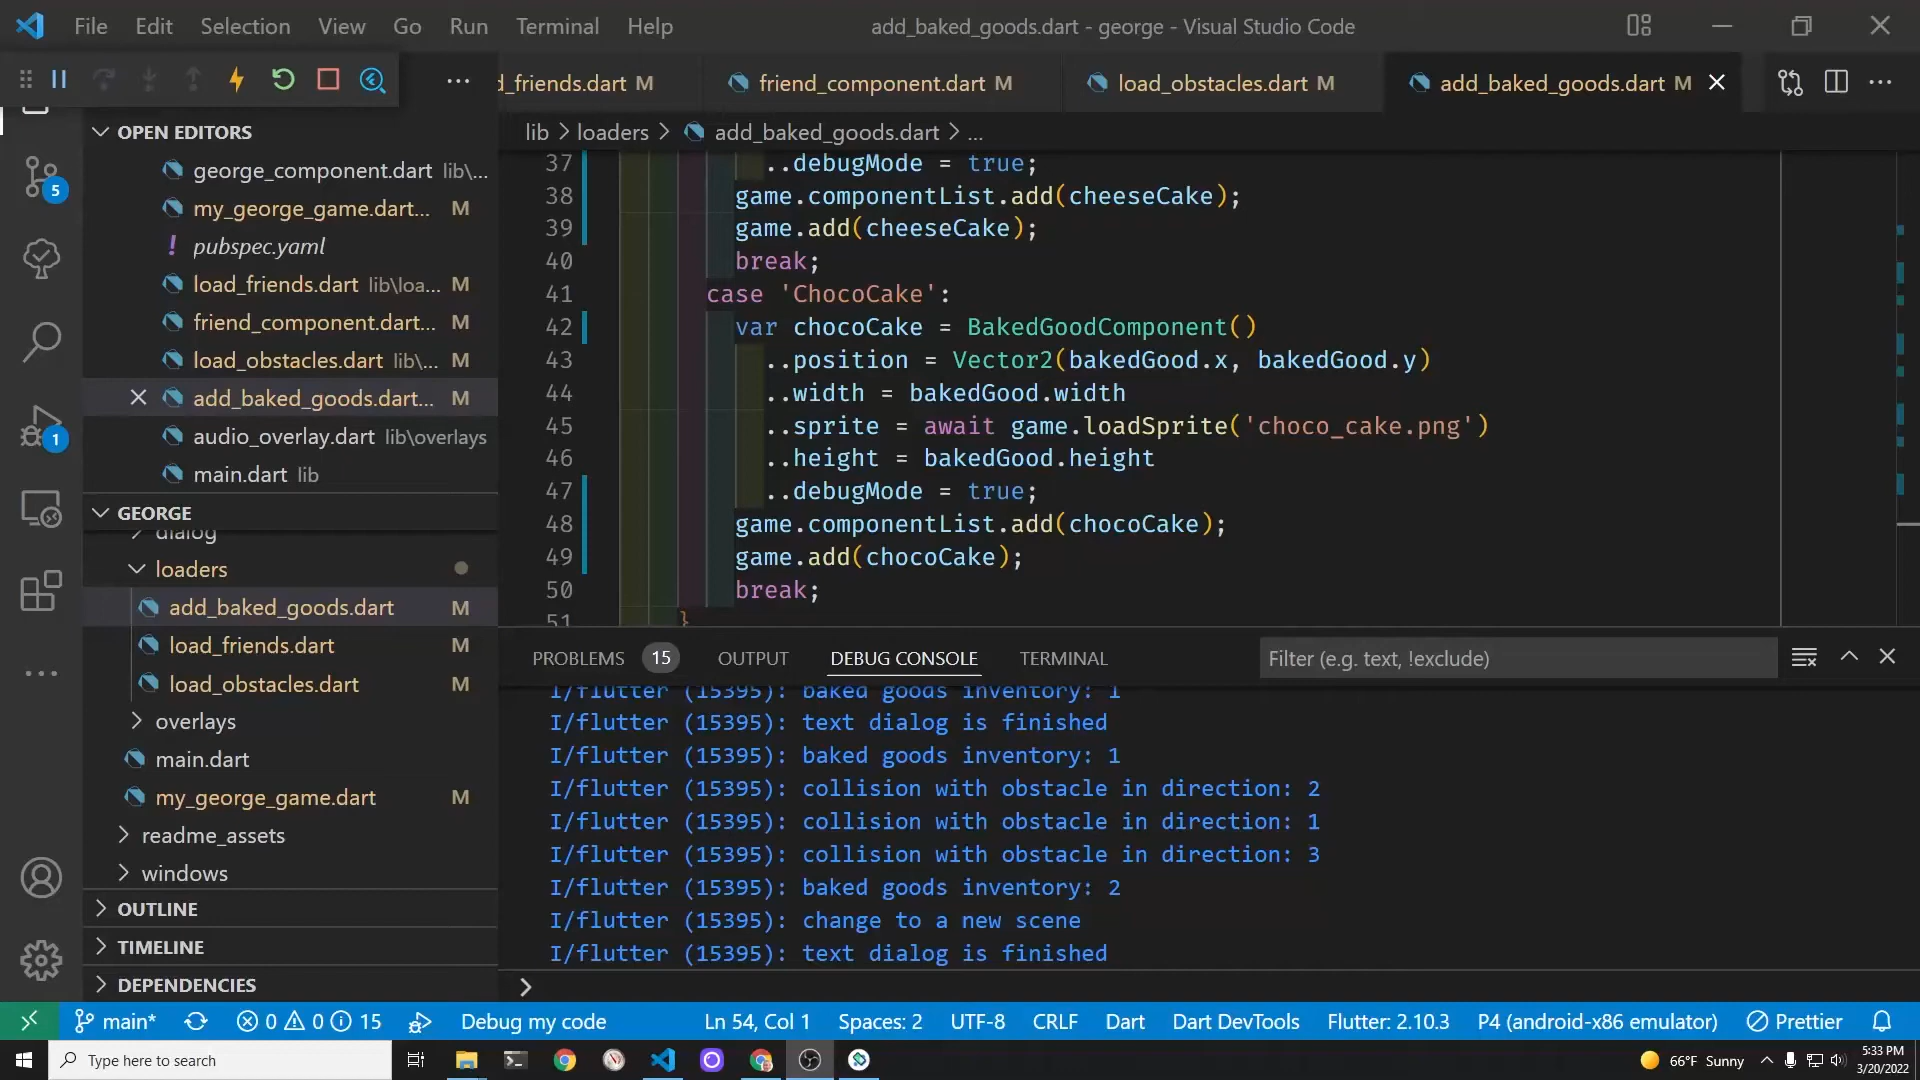 File Edit Selection View Go Run Terminal Help add_baked_goods.dart - george - Visual Studio Code
d_friends.dart M friend_component.dart M load_obstacles.dart M add_baked_goods.dart M
lib > loaders > add_baked_goods.dart > ...
OPEN EDITORS
george_component.dart lib\...
my_george_game.dart... M
! pubspec.yaml
load_friends.dart lib\loa... M
friend_component.dart... M
load_obstacles.dart lib\... M
add_baked_goods.dart... M
audio_overlay.dart lib\overlays
main.dart lib
GEORGE
dialog
loaders
add_baked_goods.dart M
load_friends.dart M
load_obstacles.dart M
overlays
main.dart
my_george_game.dart M
readme_assets
windows
OUTLINE
TIMELINE
DEPENDENCIES
5
1
37 ..debugMode = true;
38 game.componentList.add(cheeseCake);
39 game.add(cheeseCake);
40 break;
41 case 'ChocoCake':
42 var chocoCake = BakedGoodComponent()
43 ..position = Vector2(bakedGood.x, bakedGood.y)
44 ..width = bakedGood.width
45 ..sprite = await game.loadSprite('choco_cake.png')
46 ..height = bakedGood.height
47 ..debugMode = true;
48 game.componentList.add(chocoCake);
49 game.add(chocoCake);
50 break;
51 }
PROBLEMS 15 OUTPUT DEBUG CONSOLE TERMINAL Filter (e.g. text, !exclude)
I/flutter (15395): baked goods inventory: 1
I/flutter (15395): text dialog is finished
I/flutter (15395): baked goods inventory: 1
I/flutter (15395): collision with obstacle in direction: 2
I/flutter (15395): collision with obstacle in direction: 1
I/flutter (15395): collision with obstacle in direction: 3
I/flutter (15395): baked goods inventory: 2
I/flutter (15395): change to a new scene
I/flutter (15395): text dialog is finished
main* 0 0 15 Debug my code Ln 54, Col 1 Spaces: 2 UTF-8 CRLF Dart Dart DevTools Flutter: 2.10.3 P4 (android-x86 emulator) Prettier
Type here to search 66°F Sunny 5:33 PM
3/20/2022